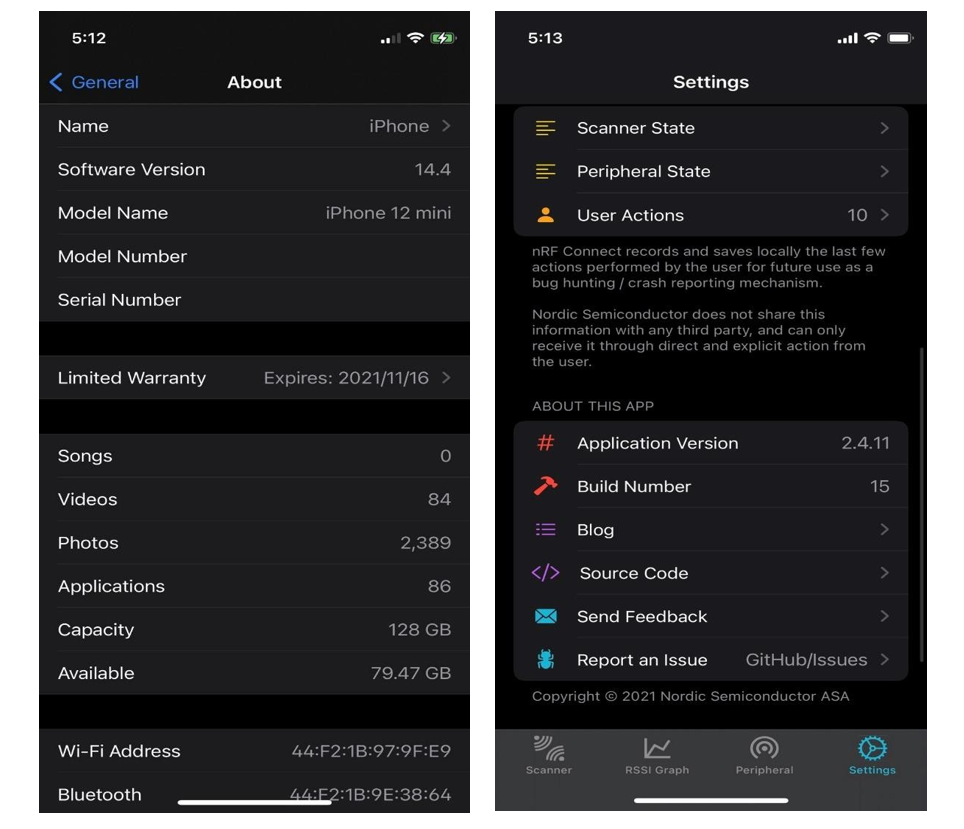 5:12
General
About
Name
iPhone
Software Version
14.4
Model Name
iPhone 12 mini
Model Number
Serial Number
Limited Warranty
Expires: 2021/11/16
Songs
0
Videos
84
Photos
2,389
Applications
86
Capacity
128 GB
Available
79.47 GB
Wi-Fi Address
44:F2:1B:97:9F:E9
Bluetooth
44:F2:1B:9E:38:64
5:13
Settings
Scanner State
Peripheral State
User Actions
10
nRF Connect records and saves locally the last few
actions performed by the user for future use as a
bug hunting / crash reporting mechanism.
Nordic Semiconductor does not share this
information with any third party, and can only
receive it through direct and explicit action from
the user.
ABOUT THIS APP
Application Version
2.4.11
Build Number
15
Blog
Source Code
Send Feedback
Report an Issue
GitHub/Issues
Copyright © 2021 Nordic Semiconductor ASA
Scanner
RSSI Graph
Peripheral
Settings